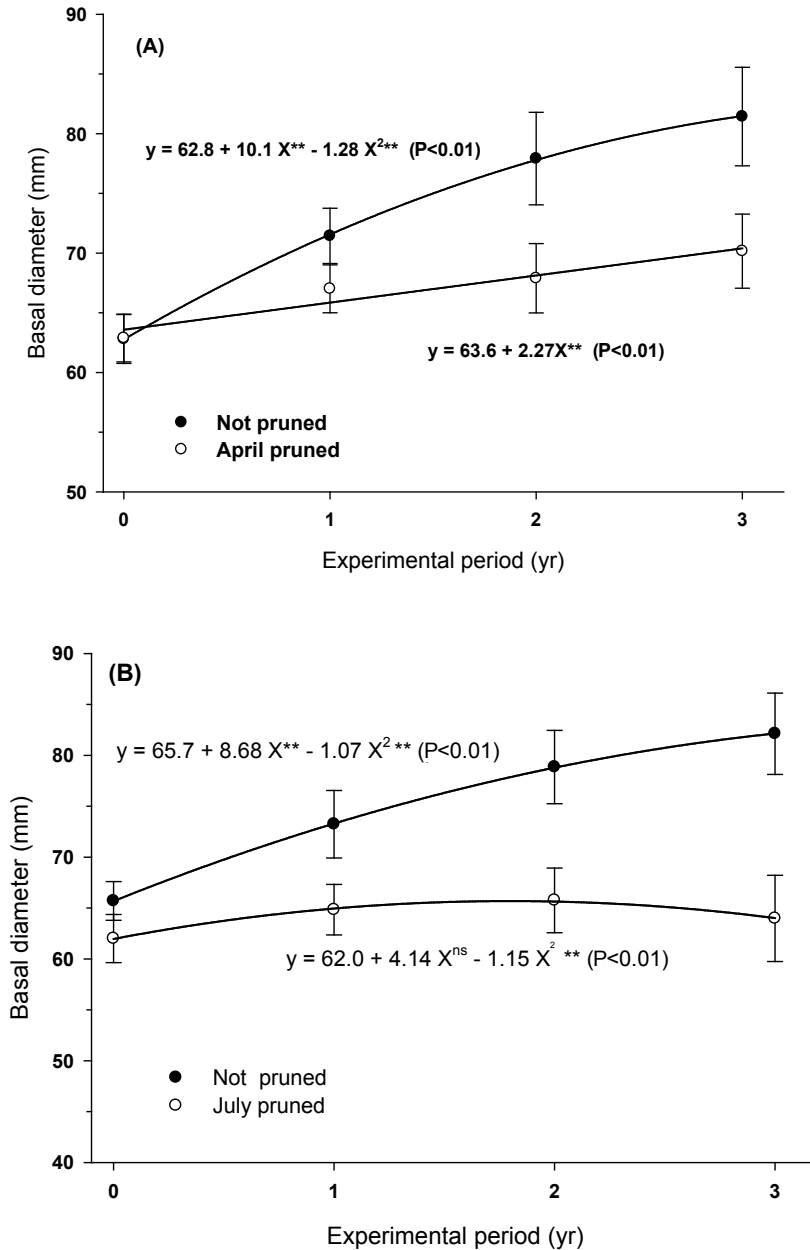 90
(A)
80
y = 62.8 + 10.1 X** - 1.28 X²** (P<0.01)
Basal diameter (mm)
70
y = 63.6 + 2.27X** (P<0.01)
60
Not pruned
April pruned
50
0 1 2 3
Experimental period (yr)
90
(B)
y = 65.7 + 8.68 X** - 1.07 X² ** (P<0.01)
80
Basal diameter (mm)
70
60
y = 62.0 + 4.14 Xⁿˢ - 1.15 X² ** (P<0.01)
50
Not pruned
July pruned
40
0 1 2 3
Experimental period (yr)